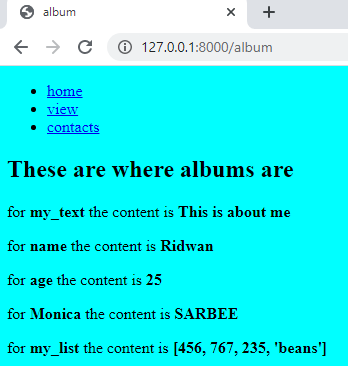 album
127.0.0.1:8000/album
home
view
contacts
These are where albums are
for my_text the content is This is about me
for name the content is Ridwan
for age the content is 25
for Monica the content is SARBEE
for my_list the content is [456, 767, 235, 'beans']